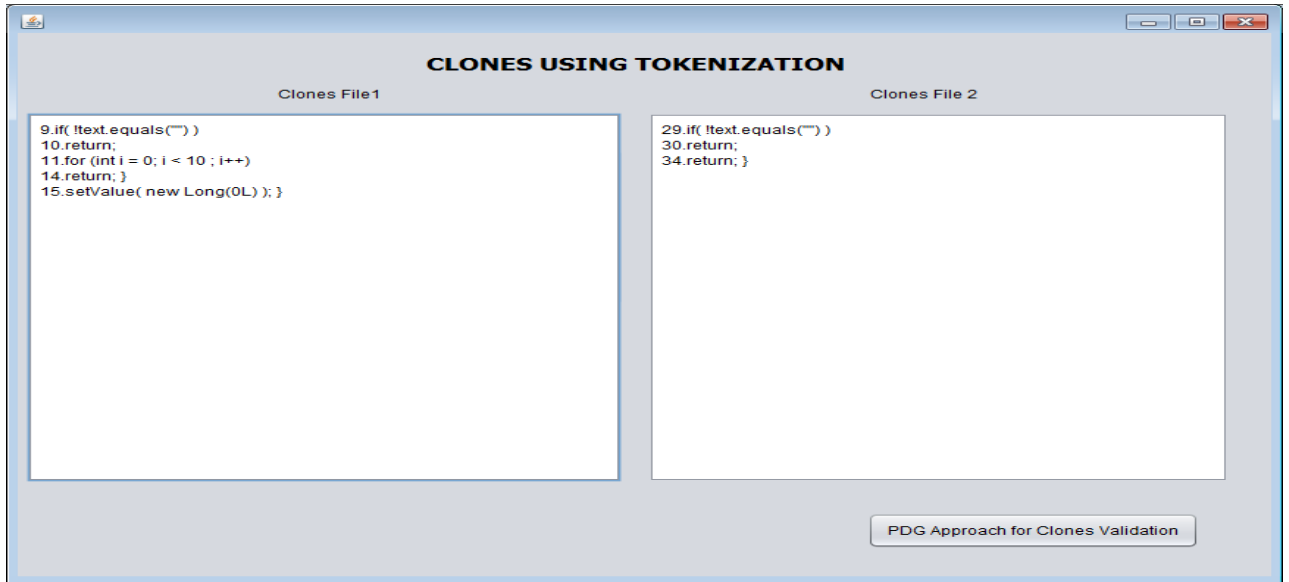 CLONES USING TOKENIZATION
Clones File1
Clones File 2
9.if( !text.equals("") )
10.return;
11.for (int i = 0; i < 10 ; i++)
14.return; }
15.setValue( new Long(0L) ); }
29.if( !text.equals("") )
30.return;
34.return; }
PDG Approach for Clones Validation